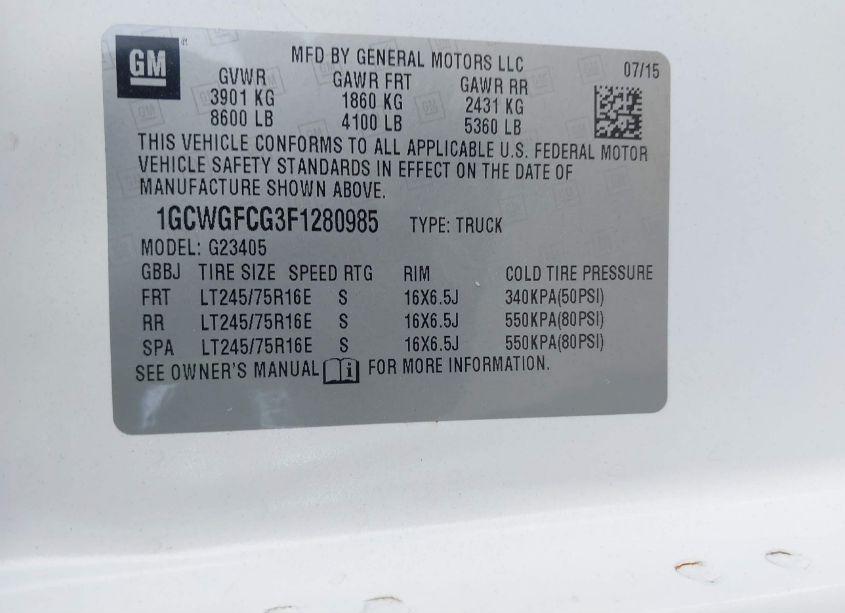 GM
MFD BY GENERAL MOTORS LLC
07/15
GVWR GAWR FRT GAWR RR
3901 KG 1860 KG 2431 KG
8600 LB 4100 LB 5360 LB
THIS VEHICLE CONFORMS TO ALL APPLICABLE U.S. FEDERAL MOTOR
VEHICLE SAFETY STANDARDS IN EFFECT ON THE DATE OF
MANUFACTURE SHOWN ABOVE.
1GCWGFCG3F1280985 TYPE: TRUCK
MODEL: G23405
GBBJ TIRE SIZE SPEED RTG RIM COLD TIRE PRESSURE
FRT LT245/75R16E S 16X6.5J 340KPA(50PSI)
RR LT245/75R16E S 16X6.5J 550KPA(80PSI)
SPA LT245/75R16E S 16X6.5J 550KPA(80PSI)
SEE OWNER'S MANUAL FOR MORE INFORMATION.